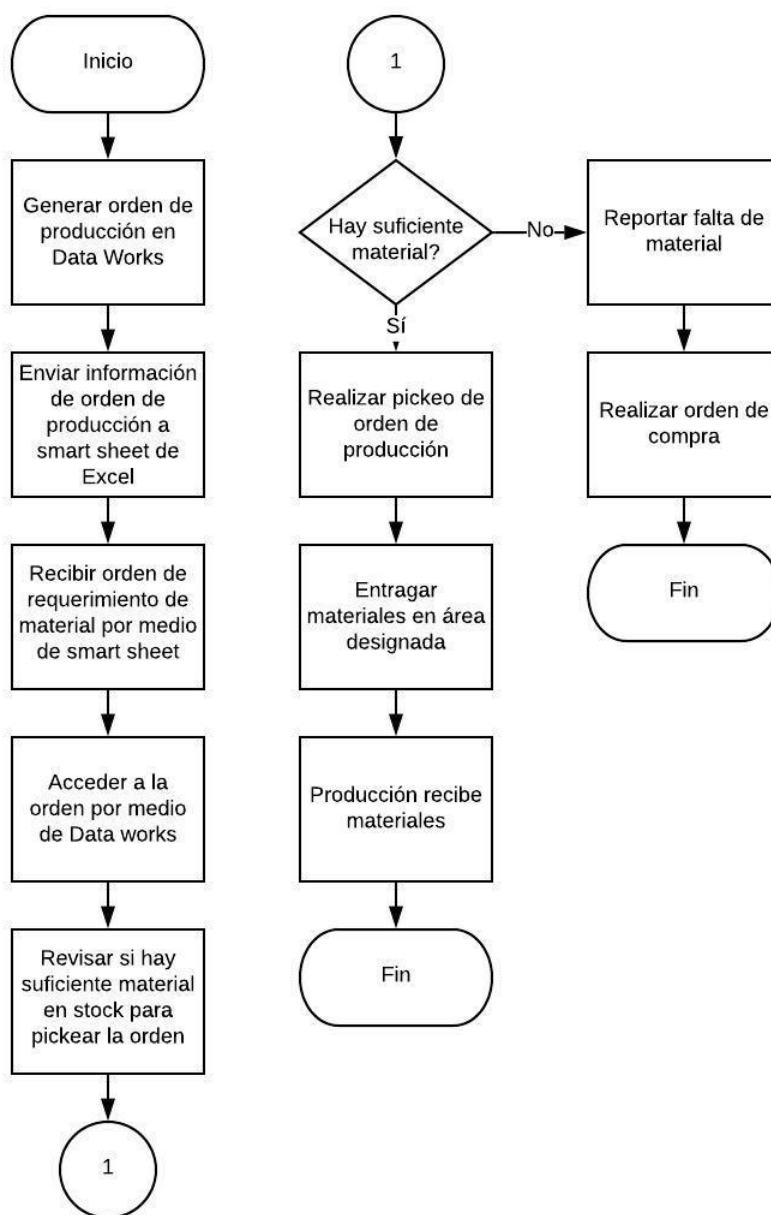 Inicio
Generar orden de
producción en
Data Works
Enviar información
de orden de
producción a
smart sheet de
Excel
Recibir orden de
requerimiento de
material por medio
de smart sheet
Acceder a la
orden por medio
de Data works
Revisar si hay
suficiente material
en stock para
pickear la orden
1
1
Hay suficiente
material?
No
Sí
Realizar pickeo de
orden de
producción
Entragar
materiales en área
designada
Producción recibe
materiales
Fin
Reportar falta de
material
Realizar orden de
compra
Fin